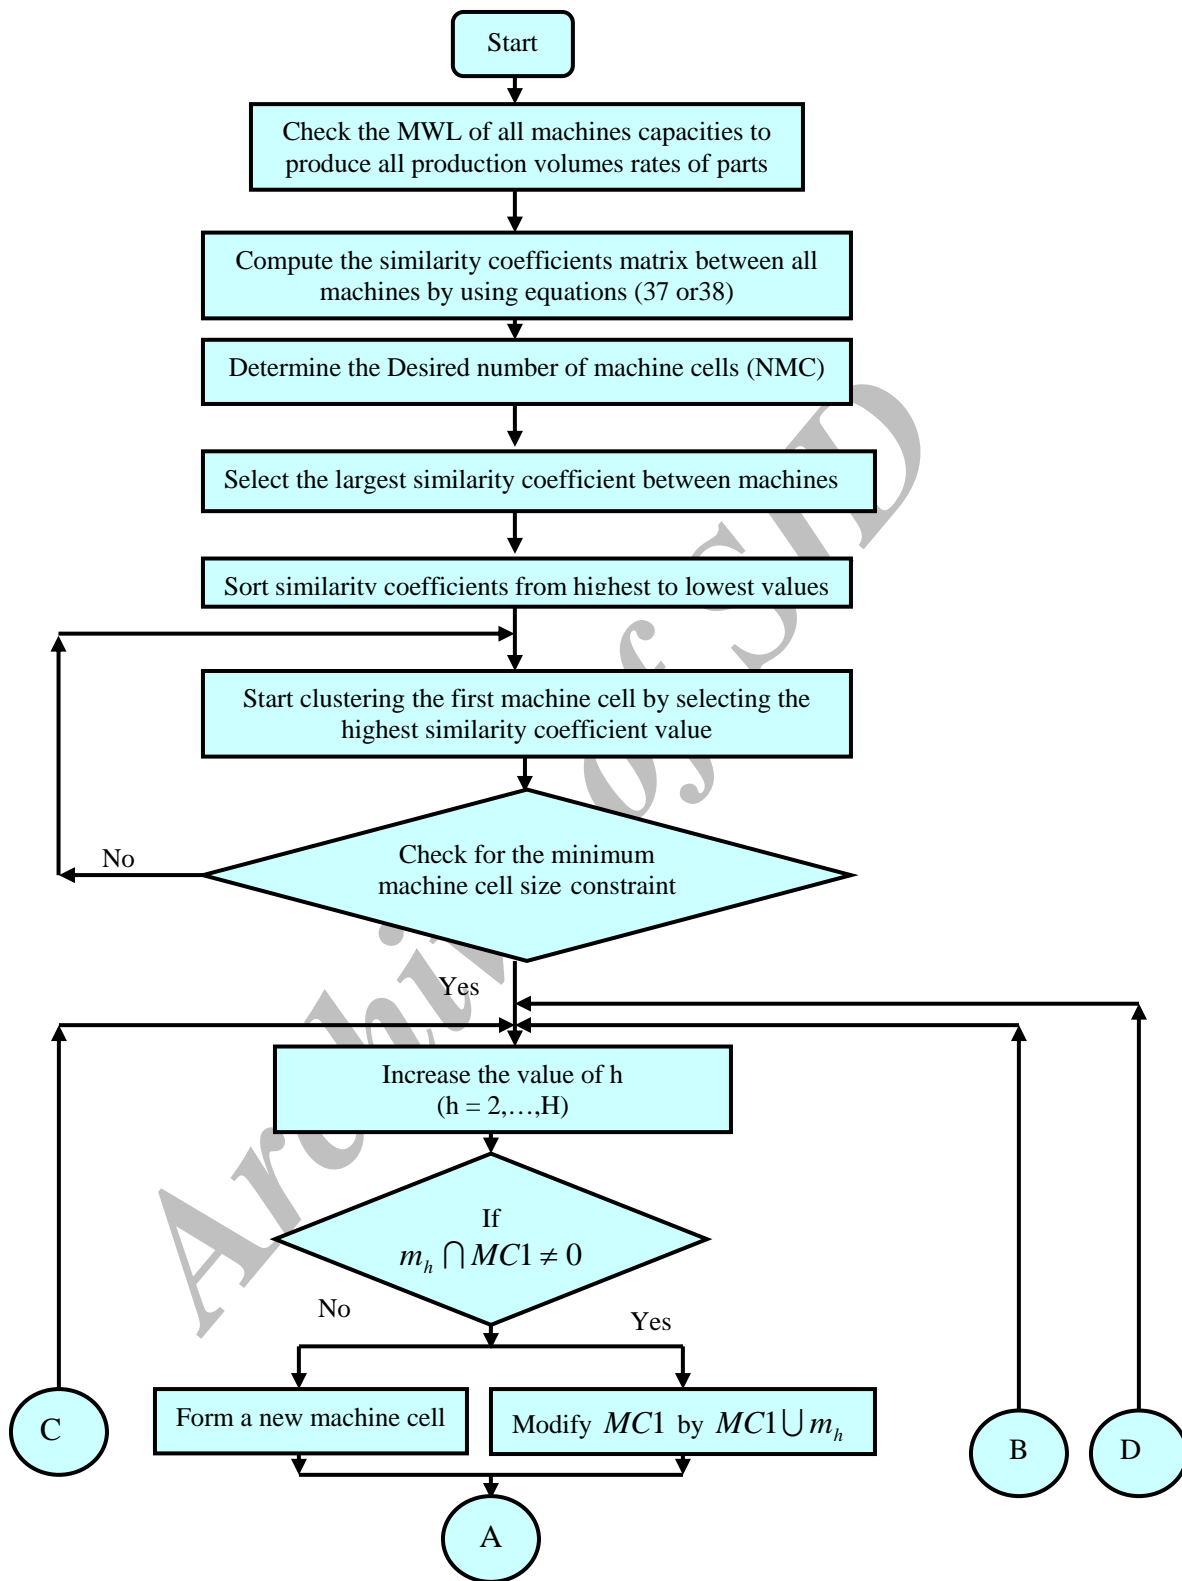 Start
Check the MWL of all machines capacities to
produce all production volumes rates of parts
Compute the similarity coefficients matrix between all
machines by using equations (37 or38)
Determine the Desired number of machine cells (NMC)
Select the largest similarity coefficient between machines
Sort similarity coefficients from highest to lowest values
Start clustering the first machine cell by selecting the
highest similarity coefficient value
No
Check for the minimum
machine cell size constraint
Yes
Increase the value of h
(h = 2,…,H)
If
m_h ⋂ MC1 ≠ 0
No
Yes
C
Form a new machine cell
Modify MC1 by MC1 ⋃ m_h
B
D
A
Archive of SID